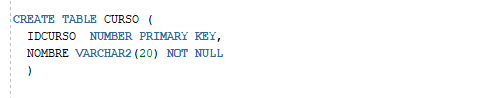 CREATE TABLE CURSO (
IDCURSO NUMBER PRIMARY KEY,
NOMBRE VARCHAR2(20) NOT NULL
)